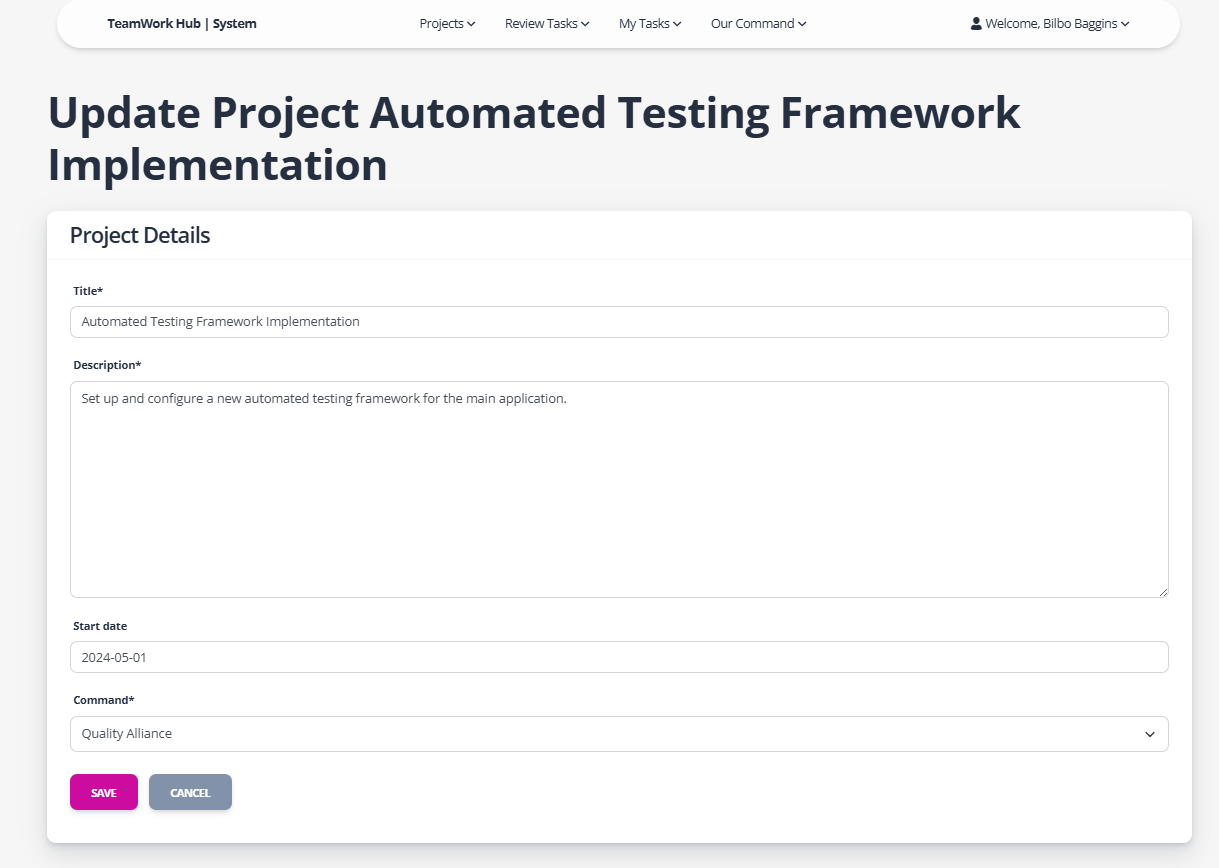 TeamWork Hub | System
Projects
Review Tasks
My Tasks
Our Command
Welcome, Bilbo Baggins
Update Project Automated Testing Framework
Implementation
Project Details
Title*
Automated Testing Framework Implementation
Description*
Set up and configure a new automated testing framework for the main application.
Start date
2024-05-01
Command*
Quality Alliance
SAVE
CANCEL